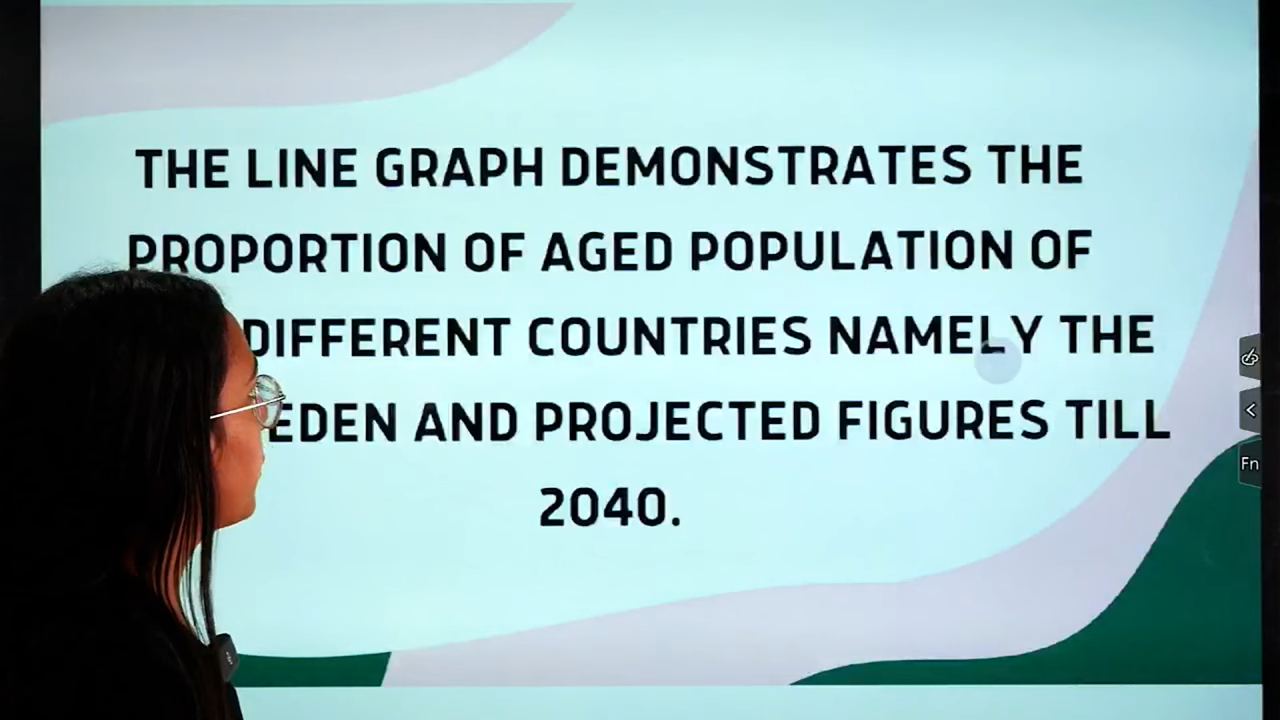 THE LINE GRAPH DEMONSTRATES THE
PROPORTION OF AGED POPULATION OF
DIFFERENT COUNTRIES NAMELY THE
AND PROJECTED FIGURES TILL
2040.
Fn